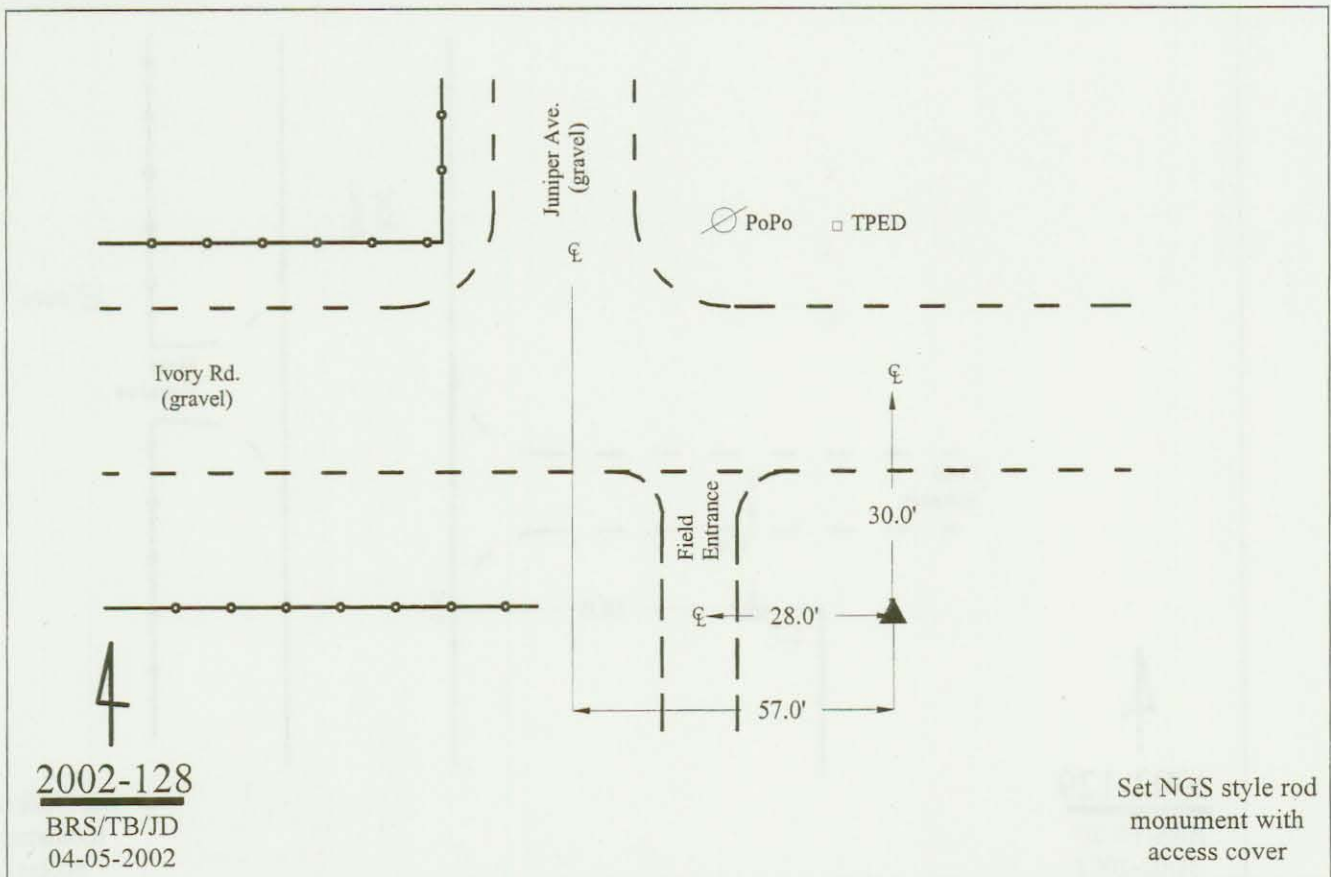 Juniper Ave.
(gravel)
℄
PoPo
TPED
Ivory Rd.
(gravel)
℄
30.0'
Field
Entrance
℄
28.0'
57.0'
2002-128
BRS/TB/JD
04-05-2002
Set NGS style rod
monument with
access cover